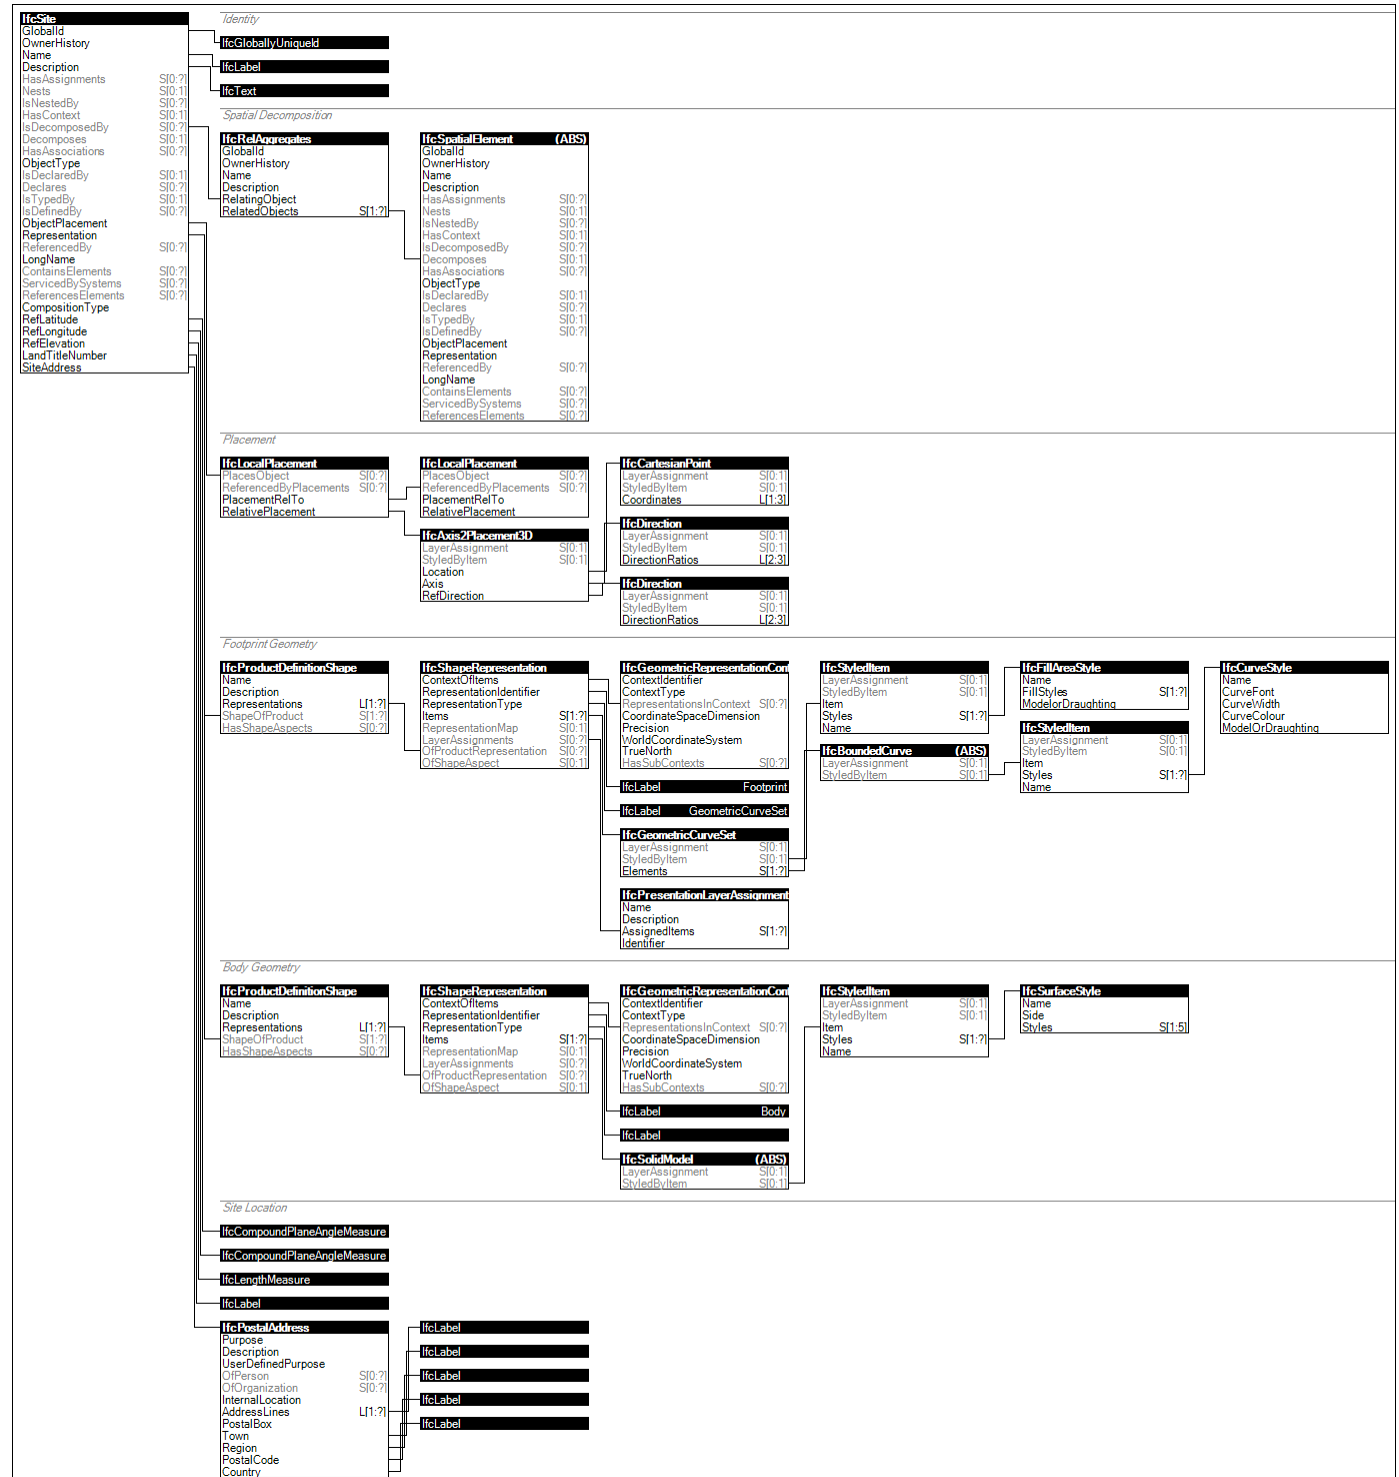 IfcSite
GlobalId
OwnerHistory
Name
Description
HasAssignments S[0:?]
Nests S[0:1]
IsNestedBy S[0:?]
HasContext S[0:1]
IsDecomposedBy S[0:?]
Decomposes S[0:1]
HasAssociations S[0:?]
ObjectType
IsDeclaredBy S[0:1]
Declares S[0:?]
IsTypedBy S[0:1]
IsDefinedBy S[0:?]
ObjectPlacement
Representation
ReferencedBy S[0:?]
LongName
ContainsElements S[0:?]
ServicedBySystems S[0:?]
ReferencesElements S[0:?]
CompositionType
RefLatitude
RefLongitude
RefElevation
LandTitleNumber
SiteAddress
Identity
IfcGloballyUniqueId
IfcLabel
IfcText
Spatial Decomposition
IfcRelAggregates
GlobalId
OwnerHistory
Name
Description
RelatingObject
RelatedObjects S[1:?]
IfcSpatialElement (ABS)
GlobalId
OwnerHistory
Name
Description
HasAssignments S[0:?]
Nests S[0:1]
IsNestedBy S[0:?]
HasContext S[0:1]
IsDecomposedBy S[0:?]
Decomposes S[0:1]
HasAssociations S[0:?]
ObjectType
IsDeclaredBy S[0:1]
Declares S[0:?]
IsTypedBy S[0:1]
IsDefinedBy S[0:?]
ObjectPlacement
Representation
ReferencedBy S[0:?]
LongName
ContainsElements S[0:?]
ServicedBySystems S[0:?]
ReferencesElements S[0:?]
Placement
IfcLocalPlacement
PlacesObject S[0:?]
ReferencedByPlacements S[0:?]
PlacementRelTo
RelativePlacement
IfcLocalPlacement
PlacesObject S[0:?]
ReferencedByPlacements S[0:?]
PlacementRelTo
RelativePlacement
IfcAxis2Placement3D
LayerAssignment S[0:1]
StyledByItem S[0:1]
Location
Axis
RefDirection
IfcCartesianPoint
LayerAssignment S[0:1]
StyledByItem S[0:1]
Coordinates L[1:3]
IfcDirection
LayerAssignment S[0:1]
StyledByItem S[0:1]
DirectionRatios L[2:3]
IfcDirection
LayerAssignment S[0:1]
StyledByItem S[0:1]
DirectionRatios L[2:3]
Footprint Geometry
IfcProductDefinitionShape
Name
Description
Representations L[1:?]
ShapeOfProduct S[1:?]
HasShapeAspects S[0:?]
IfcShapeRepresentation
ContextOfItems
RepresentationIdentifier
RepresentationType
Items S[1:?]
RepresentationMap S[0:1]
LayerAssignments S[0:?]
OfProductRepresentation S[0:?]
OfShapeAspect S[0:1]
IfcGeometricRepresentationCon
ContextIdentifier
ContextType
RepresentationsInContext S[0:?]
CoordinateSpaceDimension
Precision
WorldCoordinateSystem
TrueNorth
HasSubContexts S[0:?]
IfcLabel Footprint
IfcLabel GeometricCurveSet
IfcGeometricCurveSet
LayerAssignment S[0:1]
StyledByItem S[0:1]
Elements S[1:?]
IfcPresentationLayerAssignment
Name
Description
AssignedItems S[1:?]
Identifier
IfcStyledItem
LayerAssignment S[0:1]
StyledByItem S[0:1]
Item
Styles S[1:?]
Name
IfcBoundedCurve (ABS)
LayerAssignment S[0:1]
StyledByItem S[0:1]
IfcFillAreaStyle
Name
FillStyles S[1:?]
ModelorDraughting
IfcStyledItem
LayerAssignment S[0:1]
StyledByItem S[0:1]
Item
Styles S[1:?]
Name
IfcCurveStyle
Name
CurveFont
CurveWidth
CurveColour
ModelOrDraughting
Body Geometry
IfcProductDefinitionShape
Name
Description
Representations L[1:?]
ShapeOfProduct S[1:?]
HasShapeAspects S[0:?]
IfcShapeRepresentation
ContextOfItems
RepresentationIdentifier
RepresentationType
Items S[1:?]
RepresentationMap S[0:1]
LayerAssignments S[0:?]
OfProductRepresentation S[0:?]
OfShapeAspect S[0:1]
IfcGeometricRepresentationCon
ContextIdentifier
ContextType
RepresentationsInContext S[0:?]
CoordinateSpaceDimension
Precision
WorldCoordinateSystem
TrueNorth
HasSubContexts S[0:?]
IfcLabel Body
IfcLabel
IfcSolidModel (ABS)
LayerAssignment S[0:1]
StyledByItem S[0:1]
IfcStyledItem
LayerAssignment S[0:1]
StyledByItem S[0:1]
Item
Styles S[1:?]
Name
IfcSurfaceStyle
Name
Side
Styles S[1:5]
Site Location
IfcCompoundPlaneAngleMeasure
IfcCompoundPlaneAngleMeasure
IfcLengthMeasure
IfcLabel
IfcPostalAddress
Purpose
Description
UserDefinedPurpose
OfPerson S[0:?]
OfOrganization S[0:?]
InternalLocation
AddressLines L[1:?]
PostalBox
Town
Region
PostalCode
Country
IfcLabel
IfcLabel
IfcLabel
IfcLabel
IfcLabel